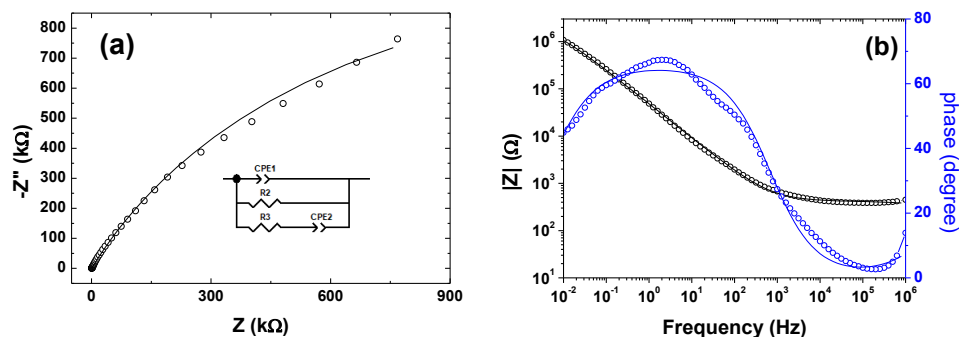 (a)
-Z" (kΩ)
800
700
600
500
400
300
200
100
0
CPE1
R2
R3 CPE2
0 300 600 900
Z (kΩ)
(b)
|Z| (Ω)
10^6
10^5
10^4
10^3
10^2
10^1
80
60
40
20
0
phase (degree)
10^-2 10^-1 10^0 10^1 10^2 10^3 10^4 10^5 10^6
Frequency (Hz)